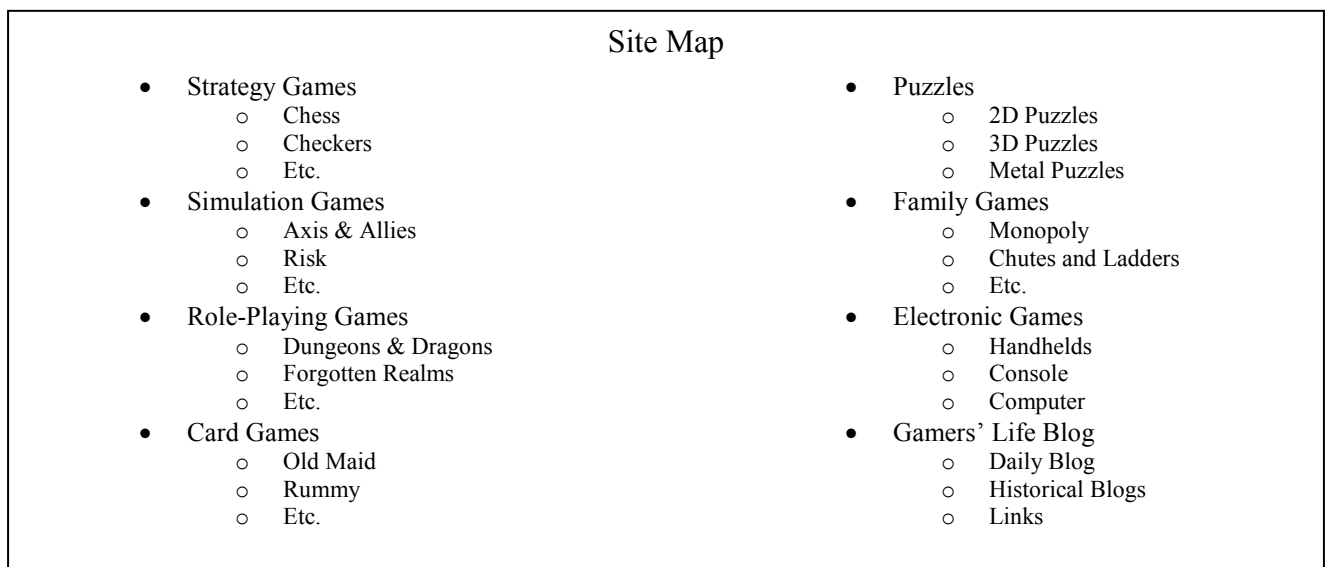 Site Map
• Strategy Games
o Chess
o Checkers
o Etc.
• Simulation Games
o Axis & Allies
o Risk
o Etc.
• Role-Playing Games
o Dungeons & Dragons
o Forgotten Realms
o Etc.
• Card Games
o Old Maid
o Rummy
o Etc.
• Puzzles
o 2D Puzzles
o 3D Puzzles
o Metal Puzzles
• Family Games
o Monopoly
o Chutes and Ladders
o Etc.
• Electronic Games
o Handhelds
o Console
o Computer
• Gamers’ Life Blog
o Daily Blog
o Historical Blogs
o Links